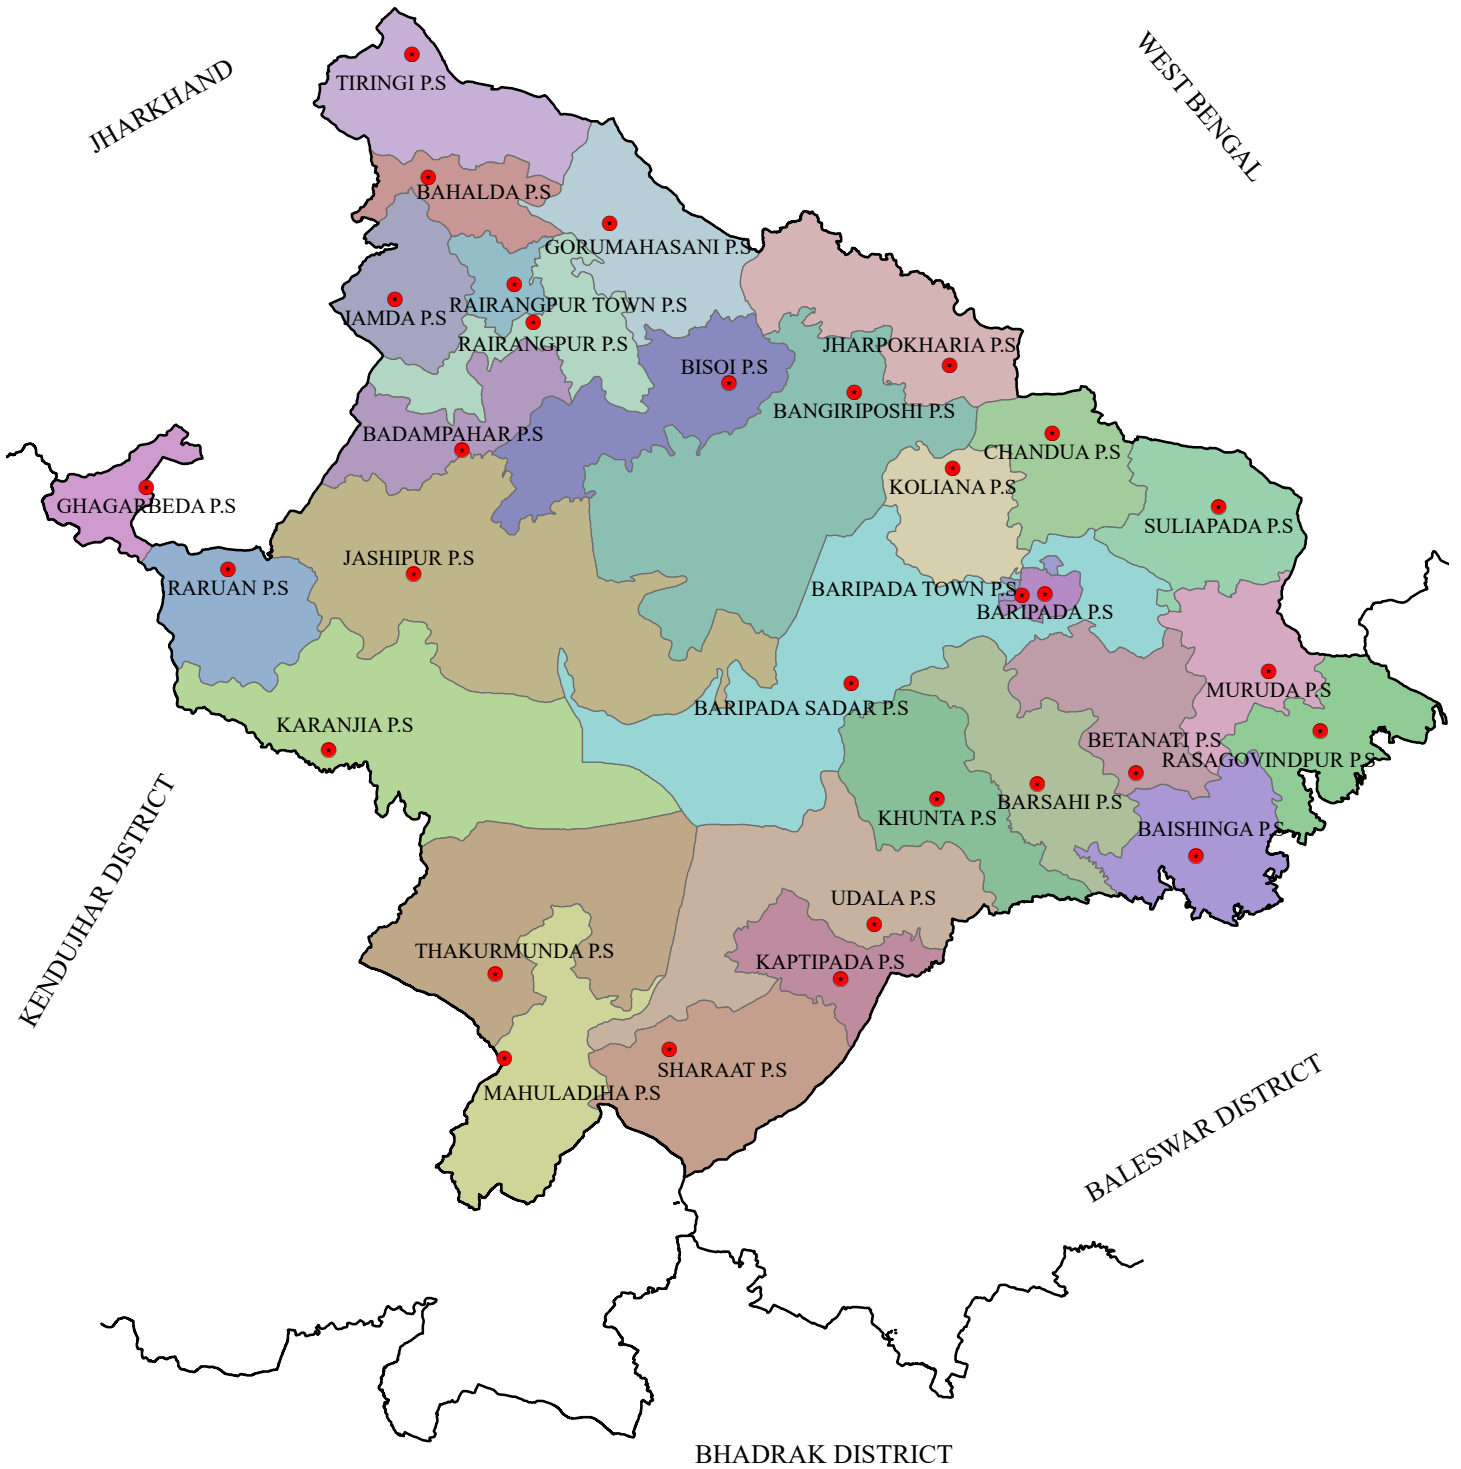 WEST BENGAL
JHARKHAND
TIRINGI P.S
BAHALDA P.S
GORUMAHASANI P.S
RAIRANGPUR TOWN P.S
JAMDA P.S
RAIRANGPUR P.S
JHARPOKHARIA P.S
BISOI P.S
BANGIRIPOSHI P.S
BADAMPAHAR P.S
CHANDUA P.S
KOLIANA P.S
GHAGARBEDA P.S
SULIAPADA P.S
JASHIPUR P.S
RARUAN P.S
BARIPADA TOWN P.S
BARIPADA P.S
MURUDA P.S
BARIPADA SADAR P.S
KARANJIA P.S
BETANATI P.S
RASAGOVINDPUR P.S
BARSAHI P.S
KHUNTA P.S
BAISHINGA P.S
KENDUJHAR DISTRICT
UDALA P.S
THAKURMUNDA P.S
KAPTIPADA P.S
SHARAAT P.S
MAHULADIHA P.S
BALESWAR DISTRICT
BHADRAK DISTRICT